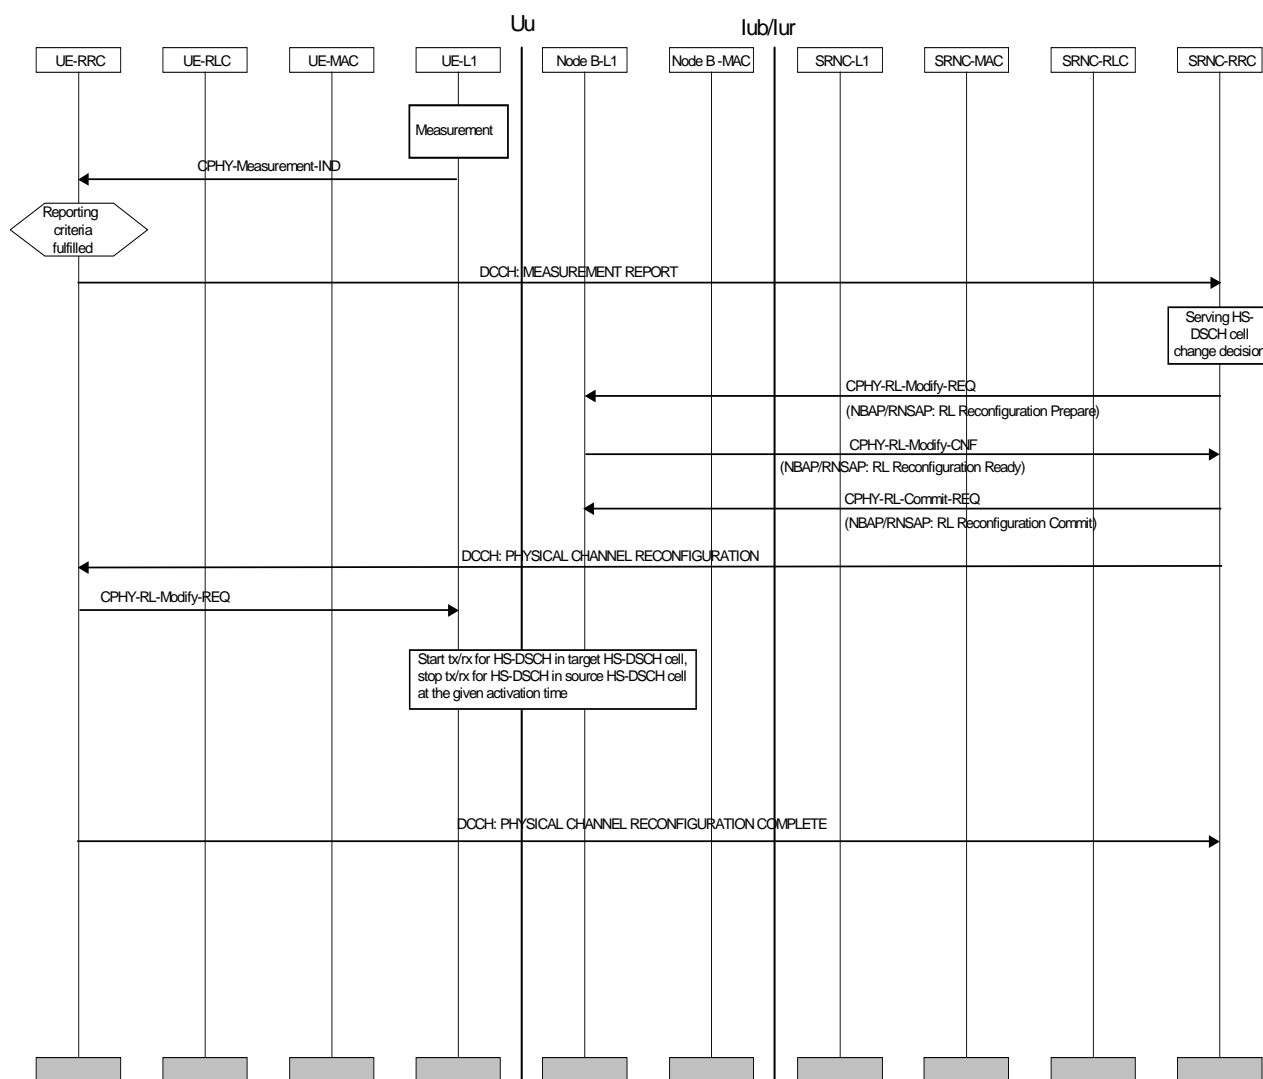 Uu
Iub/Iur
UE-RRC
UE-RLC
UE-MAC
UE-L1
Node B-L1
Node B -MAC
SRNC-L1
SRNC-MAC
SRNC-RLC
SRNC-RRC
Measurement
CPHY-Measurement-IND
Reporting
criteria
fulfilled
DCCH: MEASUREMENT REPORT
Serving HS-
DSCH cell
change decision
CPHY-RL-Modify-REQ
(NBAP/RNSAP: RL Reconfiguration Prepare)
CPHY-RL-Modify-CNF
(NBAP/RNSAP: RL Reconfiguration Ready)
CPHY-RL-Commit-REQ
(NBAP/RNSAP: RL Reconfiguration Commit)
DCCH: PHYSICAL CHANNEL RECONFIGURATION
CPHY-RL-Modify-REQ
Start tx/rx for HS-DSCH in target HS-DSCH cell,
stop tx/rx for HS-DSCH in source HS-DSCH cell
at the given activation time
DCCH: PHYSICAL CHANNEL RECONFIGURATION COMPLETE